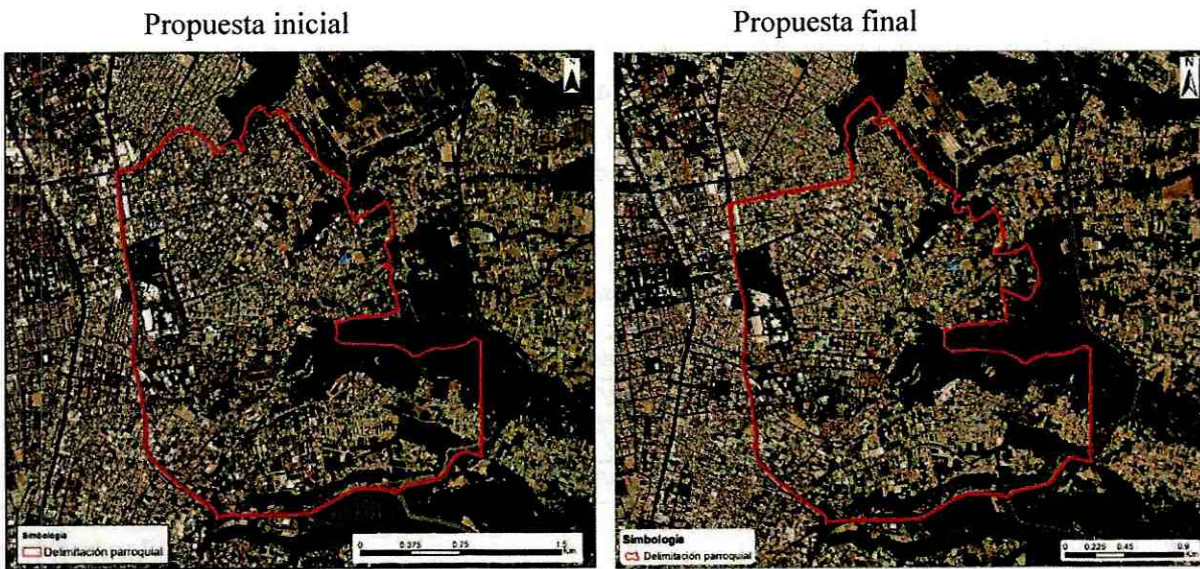 Propuesta inicial
Propuesta final
N
N
Simbología
Delimitación parroquial
0 0.375 0.75 1.5
Km
Simbología
Delimitación parroquial
0 0.225 0.45 0.9
Km